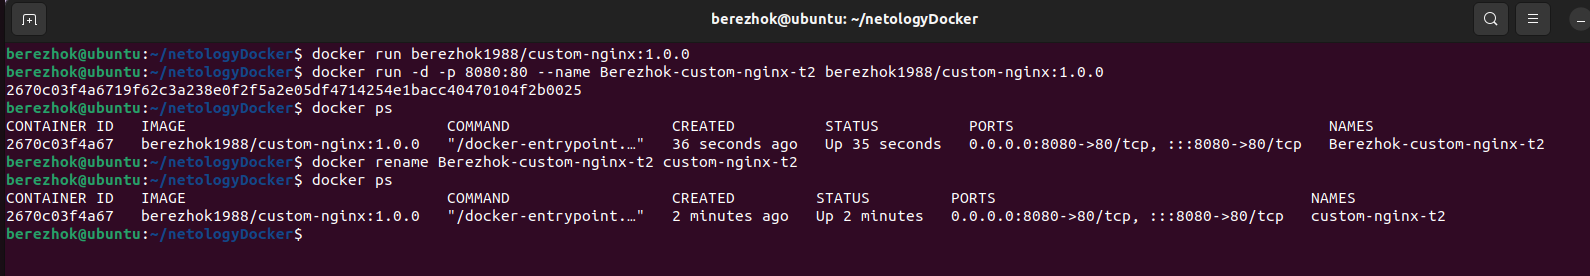 berezhok@ubuntu: ~/netologyDocker
berezhok@ubuntu:~/netologyDocker$ docker run berezhok1988/custom-nginx:1.0.0
berezhok@ubuntu:~/netologyDocker$ docker run -d -p 8080:80 --name Berezhok-custom-nginx-t2 berezhok1988/custom-nginx:1.0.0
2670c03f4a6719f62c3a238e0f2f5a2e05df4714254e1bacc40470104f2b0025
berezhok@ubuntu:~/netologyDocker$ docker ps
CONTAINER ID   IMAGE                             COMMAND                  CREATED          STATUS          PORTS                                   NAMES
2670c03f4a67   berezhok1988/custom-nginx:1.0.0   "/docker-entrypoint.…"   36 seconds ago   Up 35 seconds   0.0.0.0:8080->80/tcp, :::8080->80/tcp   Berezhok-custom-nginx-t2
berezhok@ubuntu:~/netologyDocker$ docker rename Berezhok-custom-nginx-t2 custom-nginx-t2
berezhok@ubuntu:~/netologyDocker$ docker ps
CONTAINER ID   IMAGE                             COMMAND                  CREATED         STATUS         PORTS                                   NAMES
2670c03f4a67   berezhok1988/custom-nginx:1.0.0   "/docker-entrypoint.…"   2 minutes ago   Up 2 minutes   0.0.0.0:8080->80/tcp, :::8080->80/tcp   custom-nginx-t2
berezhok@ubuntu:~/netologyDocker$